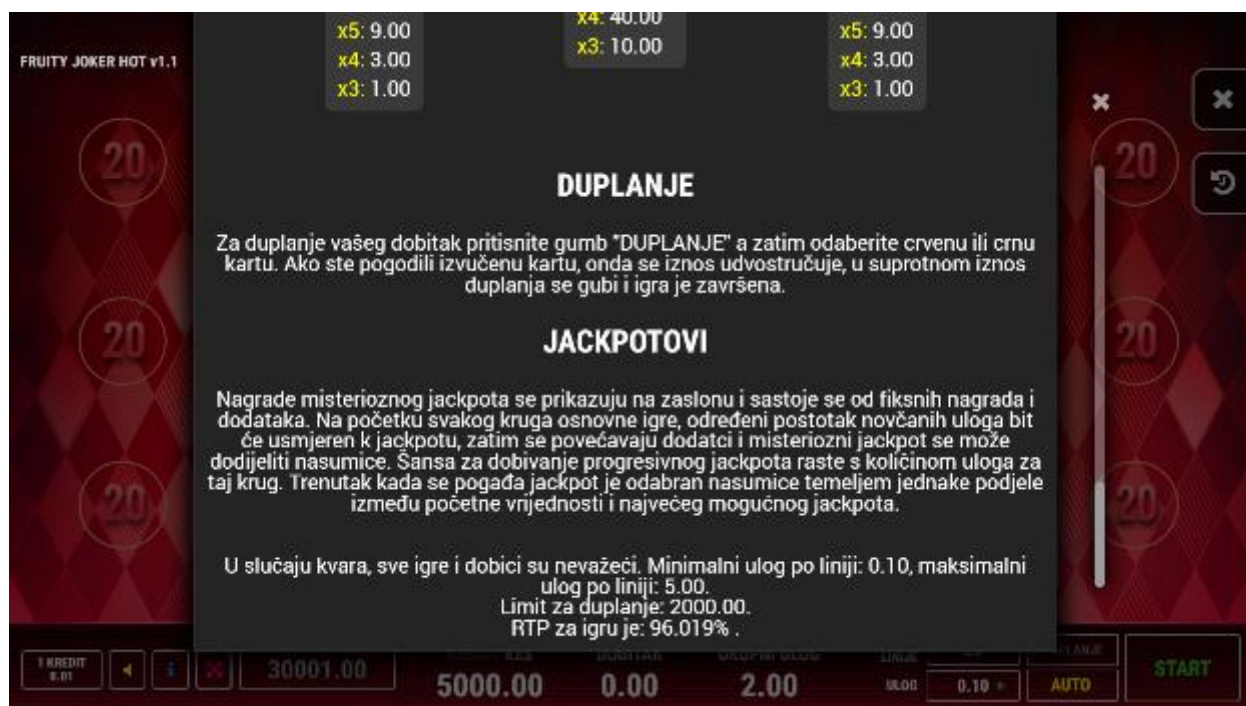 x5: 9.00
x4: 40.00
x5: 9.00
x4: 3.00
x3: 10.00
x4: 3.00
x3: 1.00
x3: 1.00
FRUITY JOKER HOT v1.1
20
20
DUPLANJE
Za duplanje vašeg dobitak pritisnite gumb "DUPLANJE" a zatim odaberite crvenu ili crnu
kartu. Ako ste pogodili izvučenu kartu, onda se iznos udvostručuje, u suprotnom iznos
duplanja se gubi i igra je završena.
20
20
JACKPOTOVI
Nagrade misterioznog jackpota se prikazuju na zaslonu i sastoje se od fiksnih nagrada i
dodataka. Na početku svakog kruga osnovne igre, određeni postotak novčanih uloga bit
će usmjeren k jackpotu, zatim se povećavaju dodatci i misteriozni jackpot se može
dodijeliti nasumice. Šansa za dobivanje progresivnog jackpota raste s količinom uloga za
taj krug. Trenutak kada se pogađa jackpot je odabran nasumice temeljem jednake podjele
između početne vrijednosti i najvećeg mogućnog jackpota.
20
20
U slučaju kvara, sve igre i dobici su nevažeći. Minimalni ulog po liniji: 0.10, maksimalni
ulog po liniji: 5.00.
Limit za duplanje: 2000.00.
RTP za igru je: 96.019% .
1 KREDIT
0.01
30001.00
5000.00
DOBITAK
0.00
UKUPNI ULOG
2.00
LINIJE
ULOG
0.10 +
AUTO
START